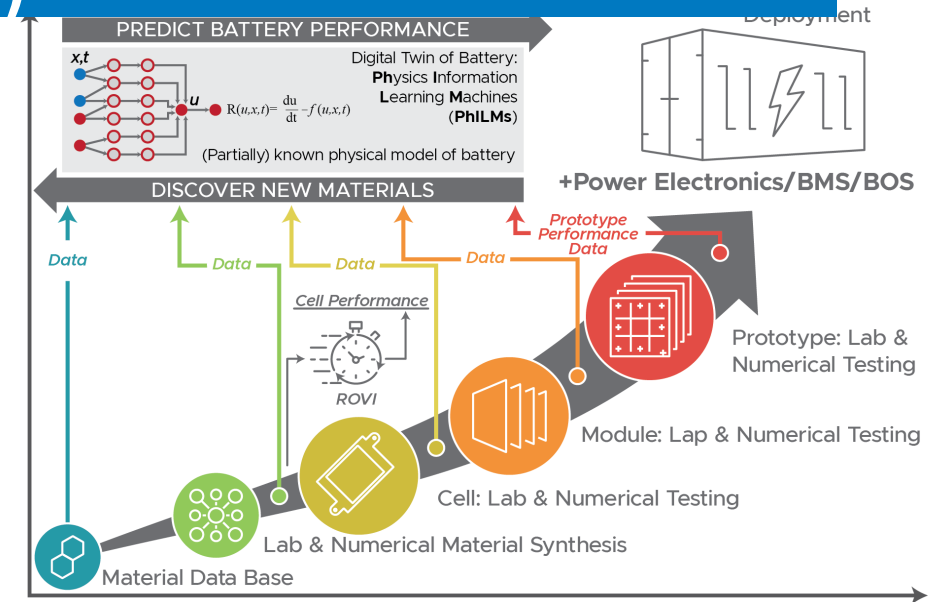 Deployment
PREDICT BATTERY PERFORMANCE
x,t
u
R(u,x,t)= du/dt -f(u,x,t)
Digital Twin of Battery:
Physics Information
Learning Machines
(PhILMs)
(Partially) known physical model of battery
DISCOVER NEW MATERIALS
+Power Electronics/BMS/BOS
Data
Data
Data
Data
Prototype
Performance
Data
Cell Performance
ROVI
Prototype: Lab &
Numerical Testing
Module: Lap & Numerical Testing
Cell: Lab & Numerical Testing
Lab & Numerical Material Synthesis
Material Data Base